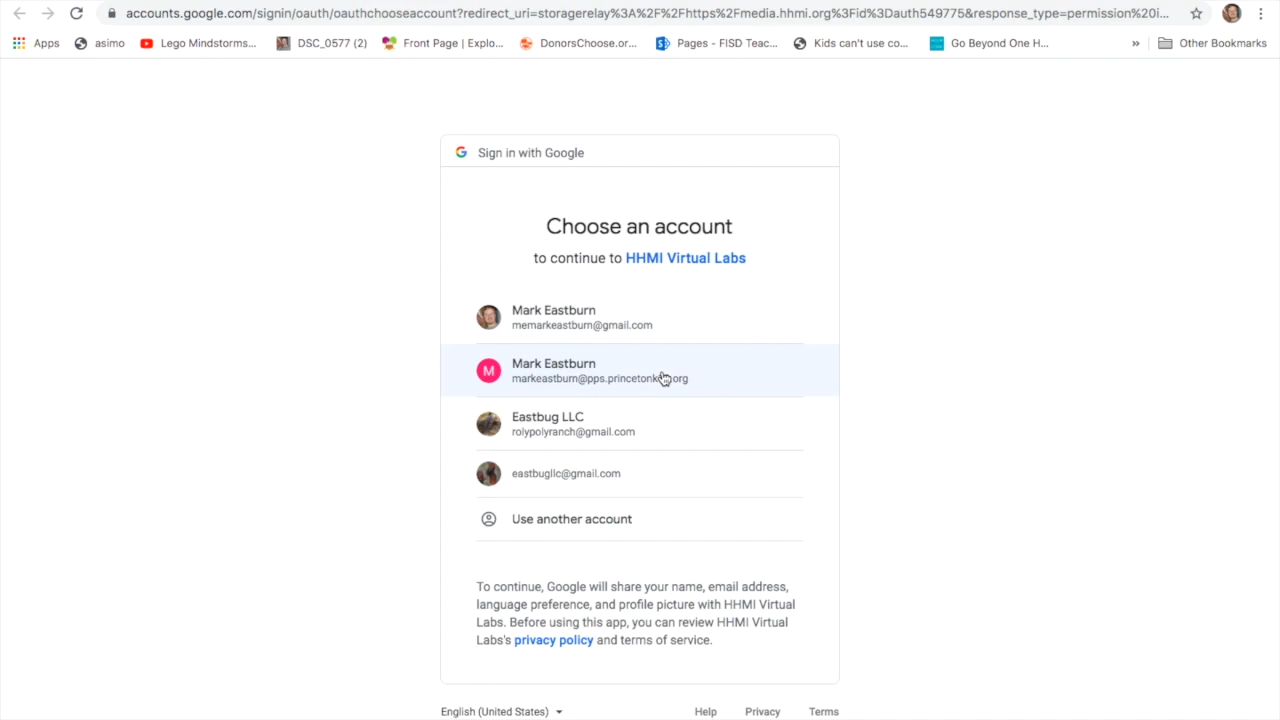 accounts.google.com/signin/oauth/oauthchooseaccount?redirect_uri=storagerelay%3A%2F%2Fhttps%2Fmedia.hhmi.org%3Fid%3Dauth549775&response_type=permission%20i...
Apps asimo Lego Mindstorms... DSC_0577 (2) Front Page | Explo... DonorsChoose.or... Pages - FISD Teac... Kids can't use co... Go Beyond One H... » Other Bookmarks
Sign in with Google
Choose an account
to continue to HHMI Virtual Labs
Mark Eastburn
memarkeastburn@gmail.com
M
Mark Eastburn
Eastbug LLC
rolypolyranch@gmail.com
eastbugllc@gmail.com
Use another account
To continue, Google will share your name, email address,
language preference, and profile picture with HHMI Virtual
Labs. Before using this app, you can review HHMI Virtual
Labs's privacy policy and terms of service.
English (United States) Help Privacy Terms